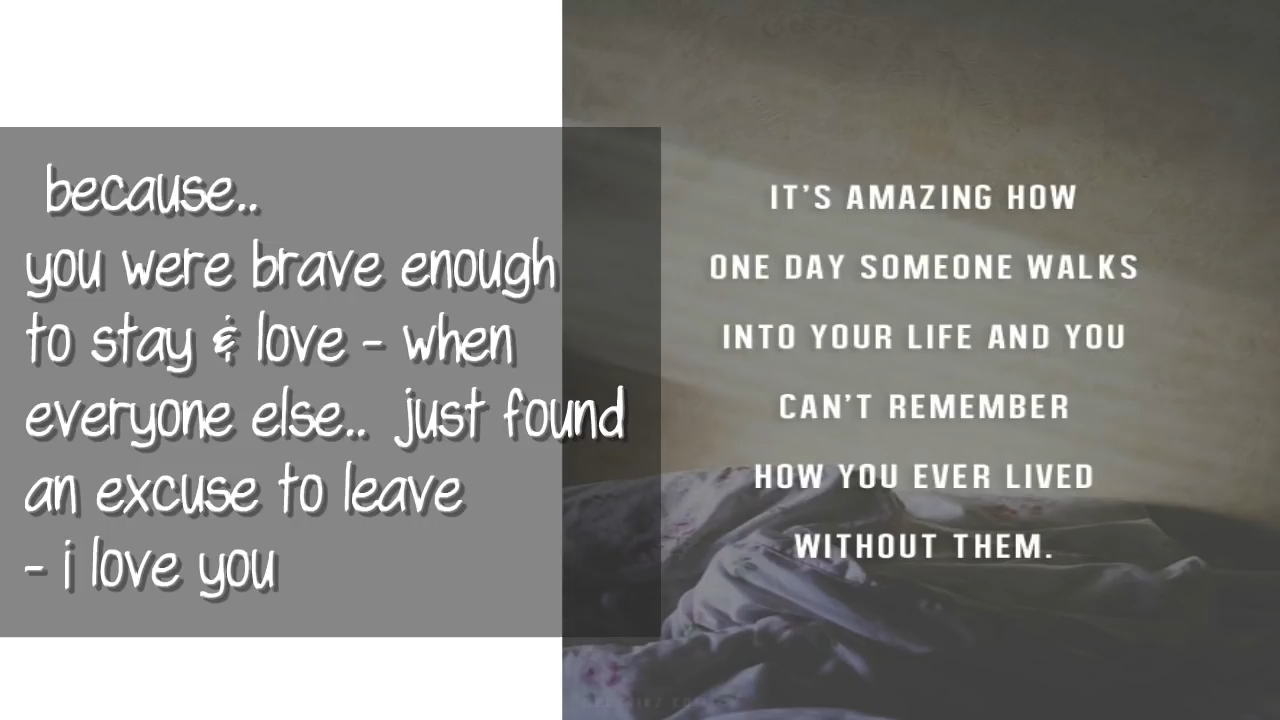 because..
you were brave enough
to stay & love - when
everyone else.. just found
an excuse to leave
- i love you
IT'S AMAZING HOW
ONE DAY SOMEONE WALKS
INTO YOUR LIFE AND YOU
CAN'T REMEMBER
HOW YOU EVER LIVED
WITHOUT THEM.